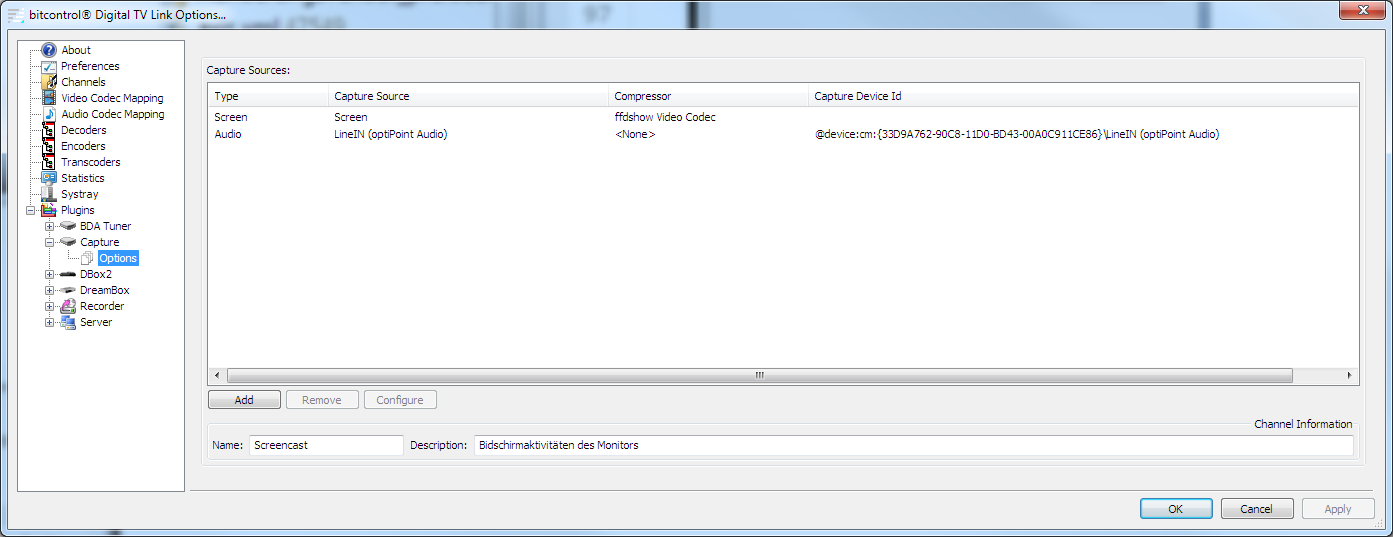 bitcontrol® Digital TV Link Options...
97
About
Preferences
Channels
Video Codec Mapping
Audio Codec Mapping
Decoders
Encoders
Transcoders
Statistics
Systray
Plugins
BDA Tuner
Capture
Options
DBox2
DreamBox
Recorder
Server
Capture Sources:
Type Capture Source Compressor Capture Device Id
Screen Screen ffdshow Video Codec
Audio LineIN (optiPoint Audio) <None> @device:cm:{33D9A762-90C8-11D0-BD43-00A0C911CE86}\LineIN (optiPoint Audio)
Add Remove Configure
Channel Information
Name: Screencast Description: Bidschirmaktivitäten des Monitors
OK Cancel Apply